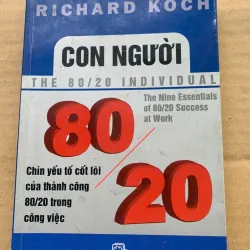 RICHARD KOCH
CON NGƯỜI
THE 80/20 INDIVIDUAL
The Nine Essentials
of 80/20 Success
at Work
80/20
Chín yếu tố cốt lõi
của thành công
80/20 trong
công việc